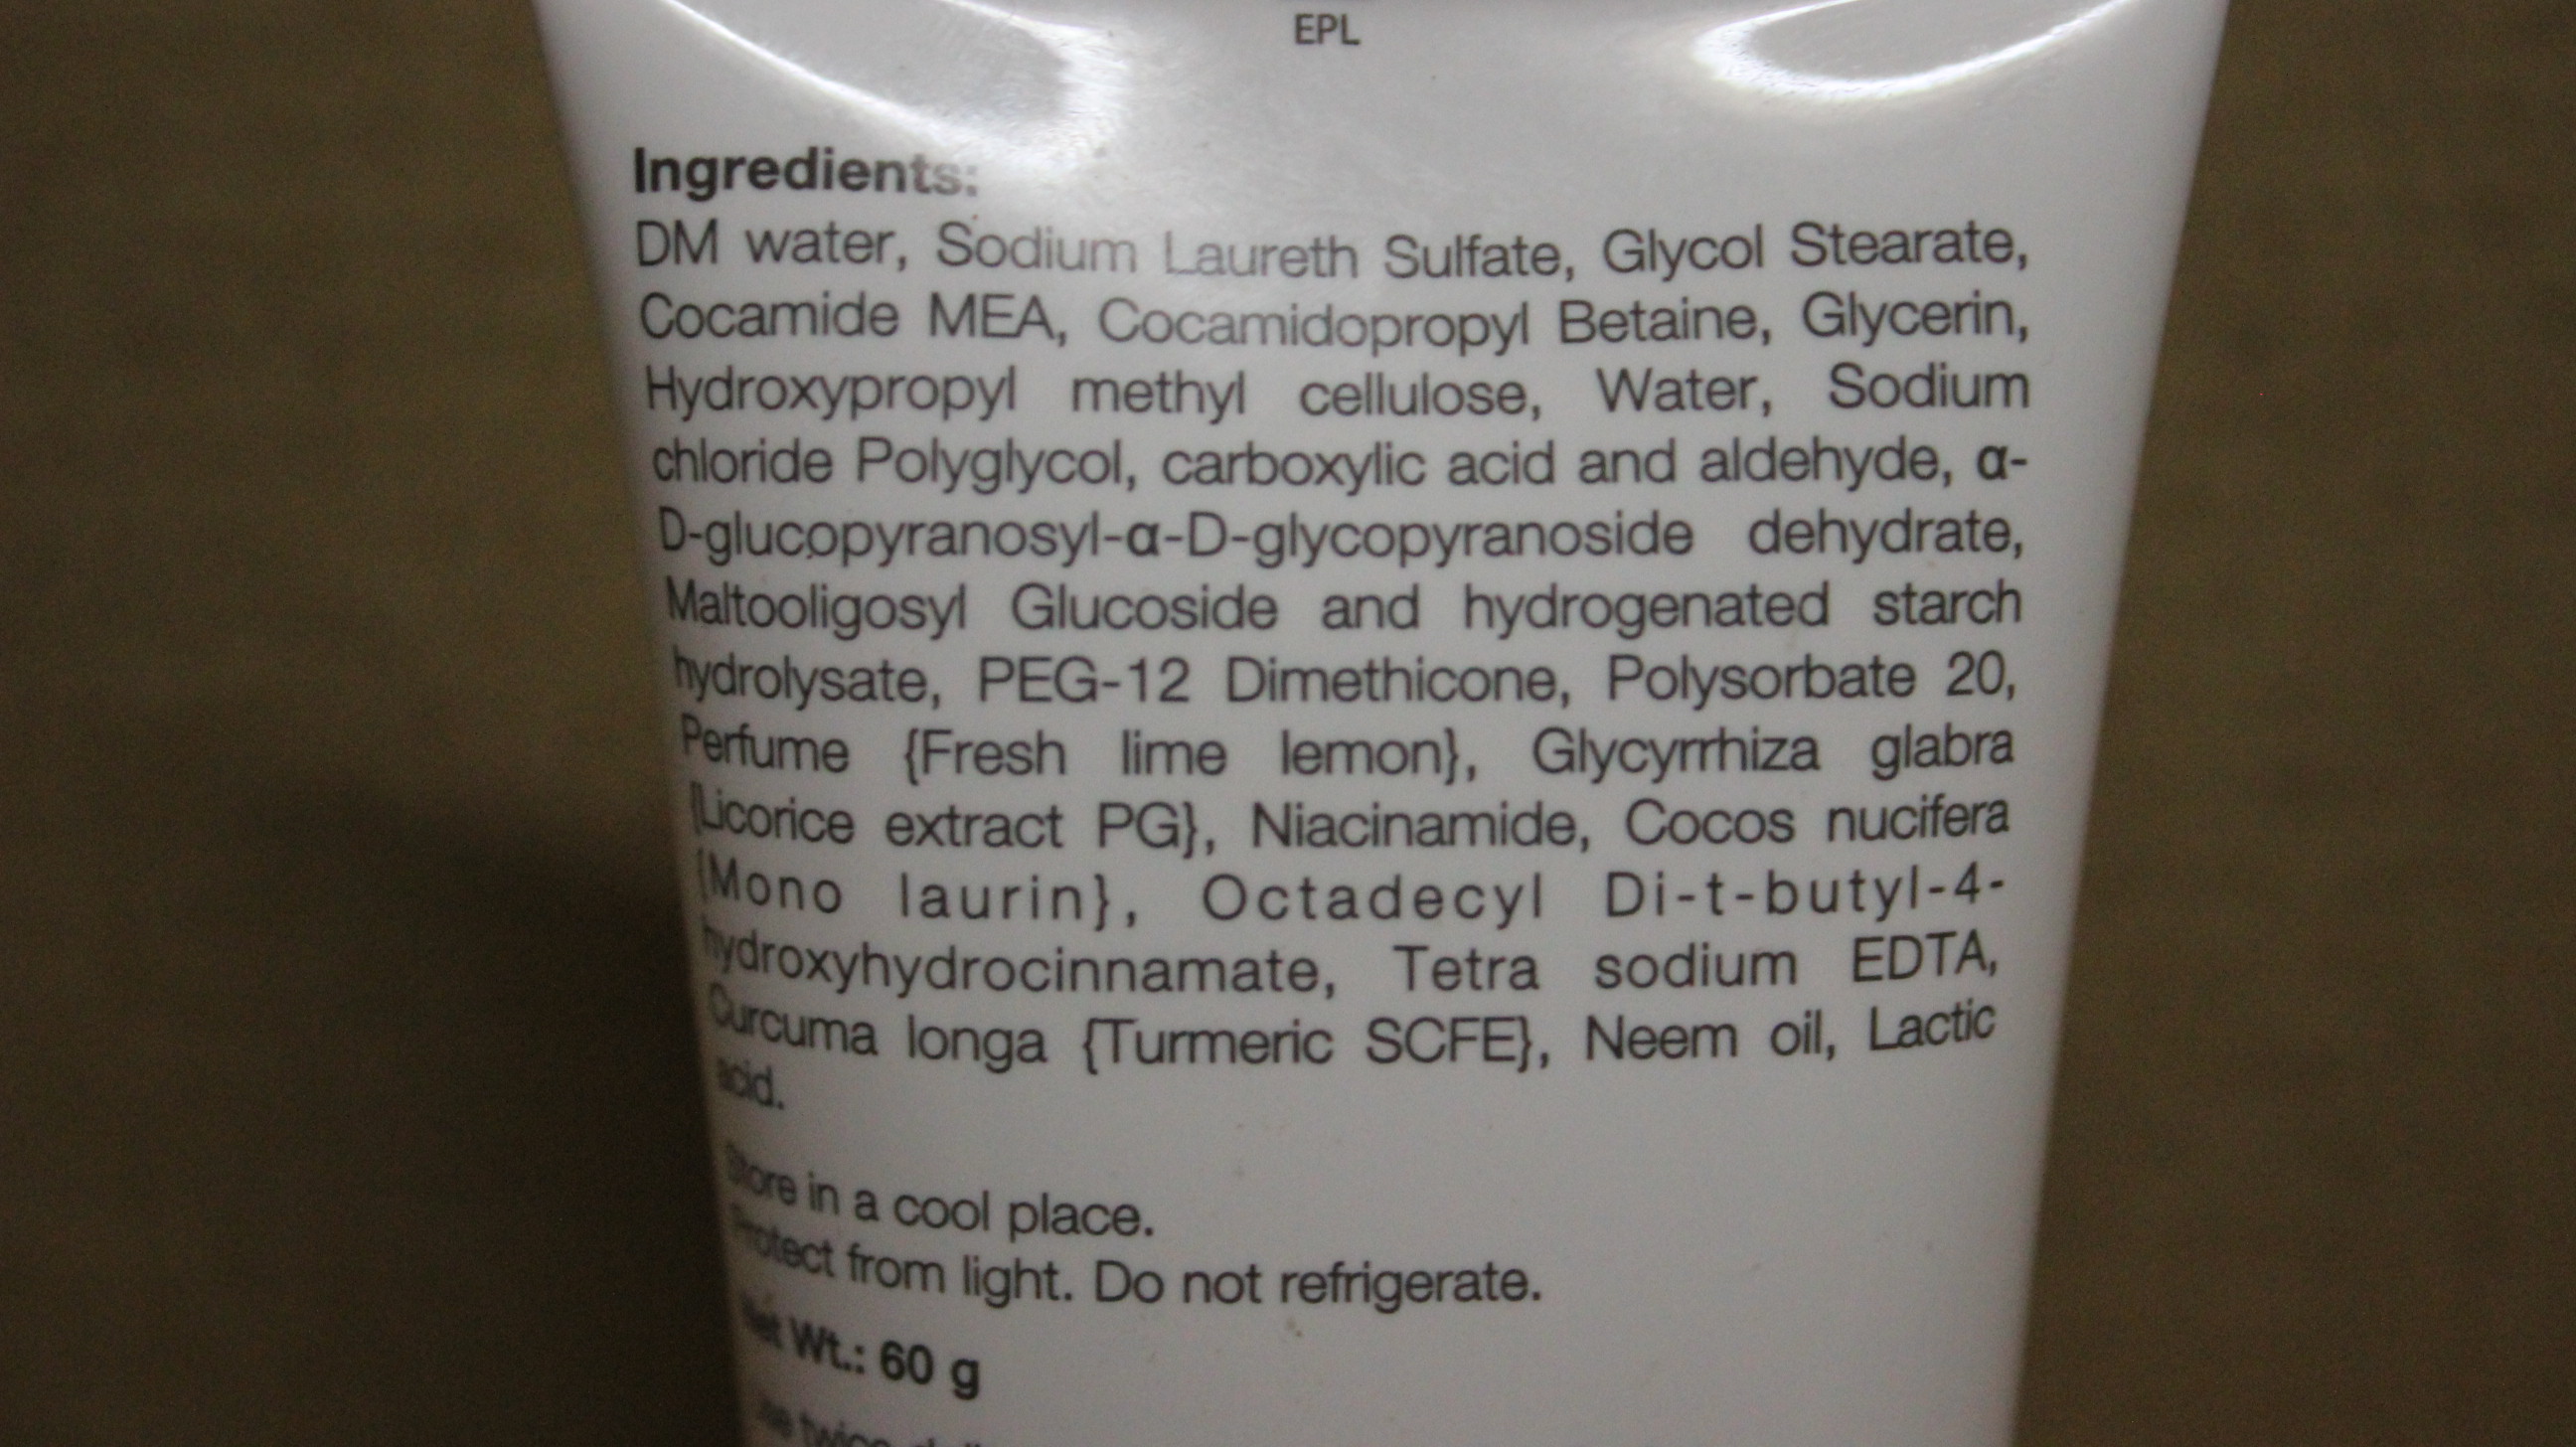 EPL
Ingredients:
DM water, Sodium Laureth Sulfate, Glycol Stearate,
Cocamide MEA, Cocamidopropyl Betaine, Glycerin,
Hydroxypropyl methyl cellulose, Water, Sodium
chloride Polyglycol, carboxylic acid and aldehyde, α-
D-glucopyranosyl-α-D-glycopyranoside dehydrate,
Maltooligosyl Glucoside and hydrogenated starch
hydrolysate, PEG-12 Dimethicone, Polysorbate 20,
Perfume {Fresh lime lemon}, Glycyrrhiza glabra
{Licorice extract PG}, Niacinamide, Cocos nucifera
{Mono laurin}, Octadecyl Di-t-butyl-4-
hydroxyhydrocinnamate, Tetra sodium EDTA,
Curcuma longa {Turmeric SCFE}, Neem oil, Lactic
acid.
Store in a cool place.
Protect from light. Do not refrigerate.
Net Wt.: 60 g
twice